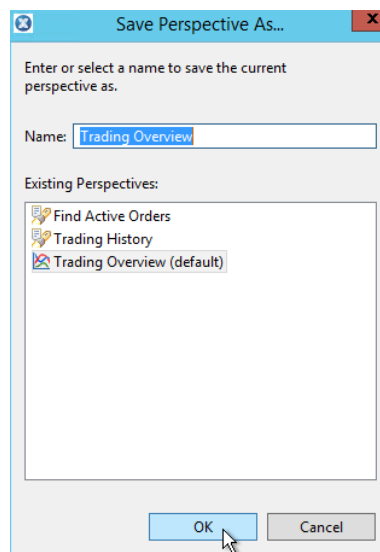 Save Perspective As...
x
Enter or select a name to save the current
perspective as.
Name: Trading Overview
Existing Perspectives:
Find Active Orders
Trading History
Trading Overview (default)
OK
Cancel